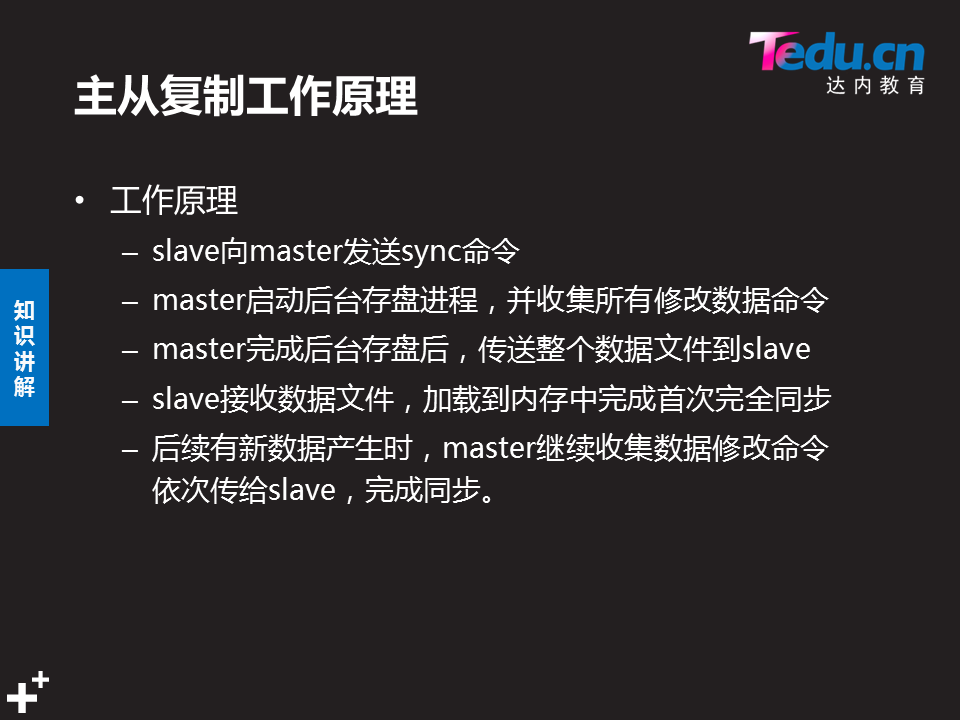 Tedu.cn
达内教育
主从复制工作原理
• 工作原理
– slave向master发送sync命令
– master启动后台存盘进程，并收集所有修改数据命令
– master完成后台存盘后，传送整个数据文件到slave
– slave接收数据文件，加载到内存中完成首次完全同步
– 后续有新数据产生时，master继续收集数据修改命令
依次传给slave，完成同步。
知
识
讲
解